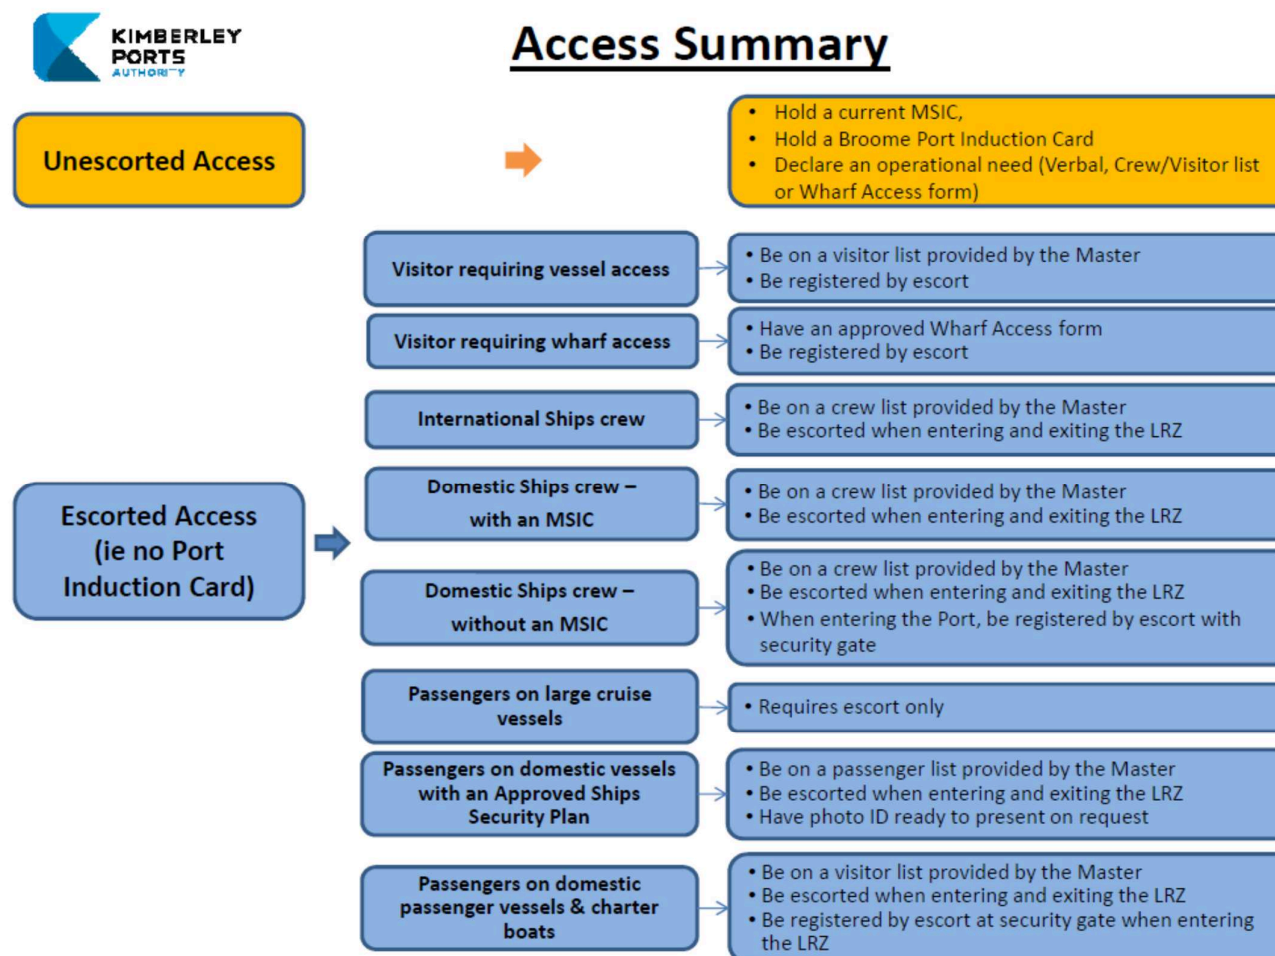 KIMBERLEY
PORTS
AUTHORITY
Access Summary
Unescorted Access
• Hold a current MSIC,
• Hold a Broome Port Induction Card
• Declare an operational need (Verbal, Crew/Visitor list
or Wharf Access form)
Escorted Access
(ie no Port
Induction Card)
Visitor requiring vessel access
• Be on a visitor list provided by the Master
• Be registered by escort
Visitor requiring wharf access
• Have an approved Wharf Access form
• Be registered by escort
International Ships crew
• Be on a crew list provided by the Master
• Be escorted when entering and exiting the LRZ
Domestic Ships crew –
with an MSIC
• Be on a crew list provided by the Master
• Be escorted when entering and exiting the LRZ
Domestic Ships crew –
without an MSIC
• Be on a crew list provided by the Master
• Be escorted when entering and exiting the LRZ
• When entering the Port, be registered by escort with
security gate
Passengers on large cruise
vessels
• Requires escort only
Passengers on domestic vessels
with an Approved Ships
Security Plan
• Be on a passenger list provided by the Master
• Be escorted when entering and exiting the LRZ
• Have photo ID ready to present on request
Passengers on domestic
passenger vessels & charter
boats
• Be on a visitor list provided by the Master
• Be escorted when entering and exiting the LRZ
• Be registered by escort at security gate when entering
the LRZ